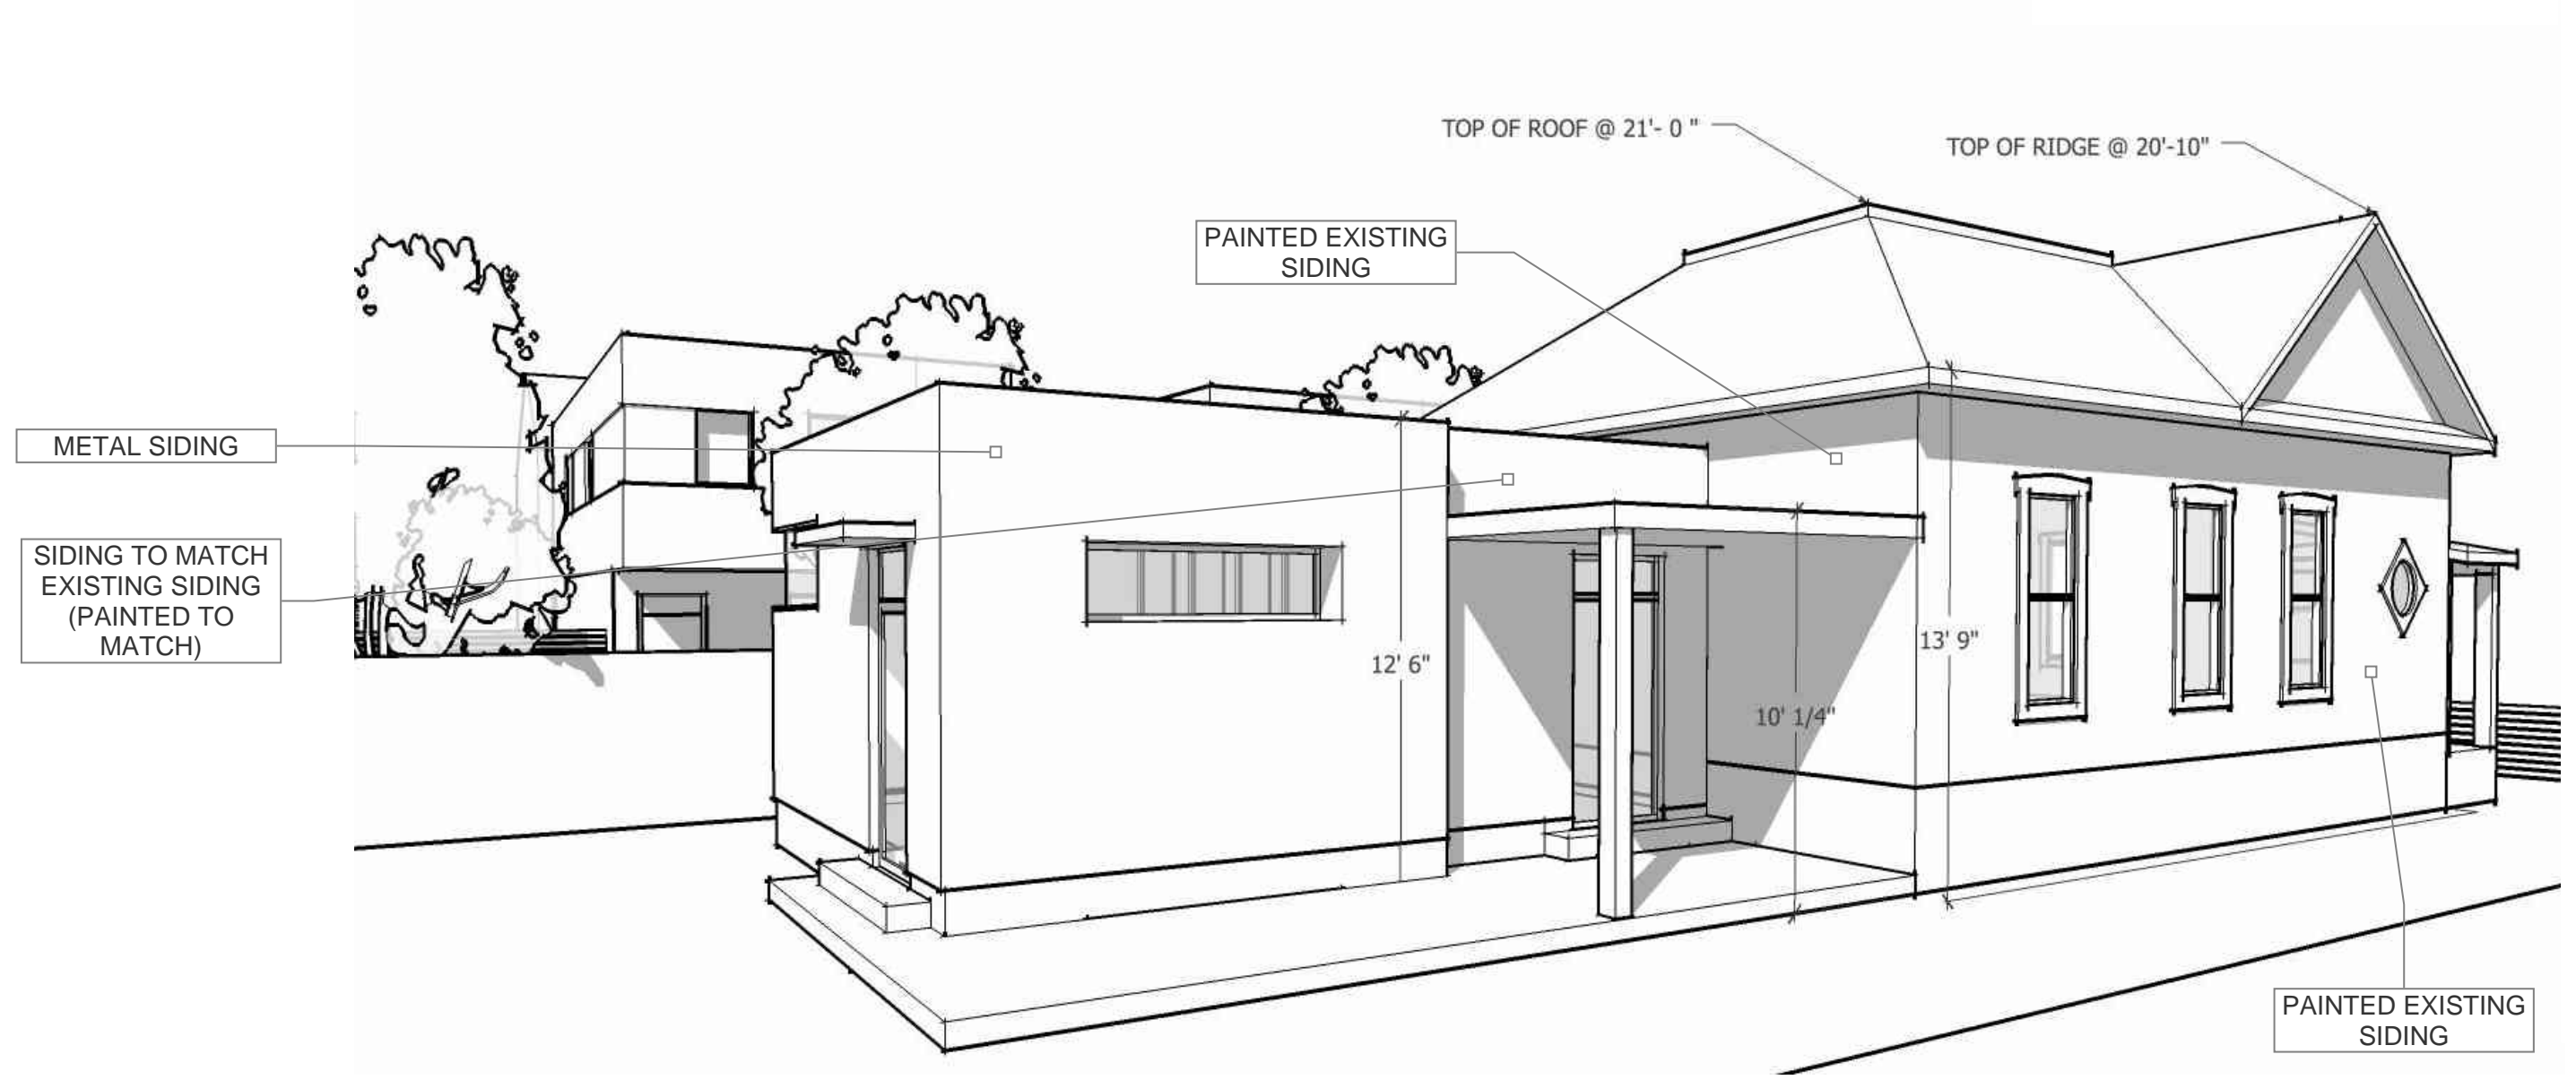 TOP OF ROOF @ 21'- 0 "
TOP OF RIDGE @ 20'-10"
PAINTED EXISTING
SIDING
METAL SIDING
SIDING TO MATCH
EXISTING SIDING
(PAINTED TO
MATCH)
12' 6"
13' 9"
10' 1/4"
PAINTED EXISTING
SIDING